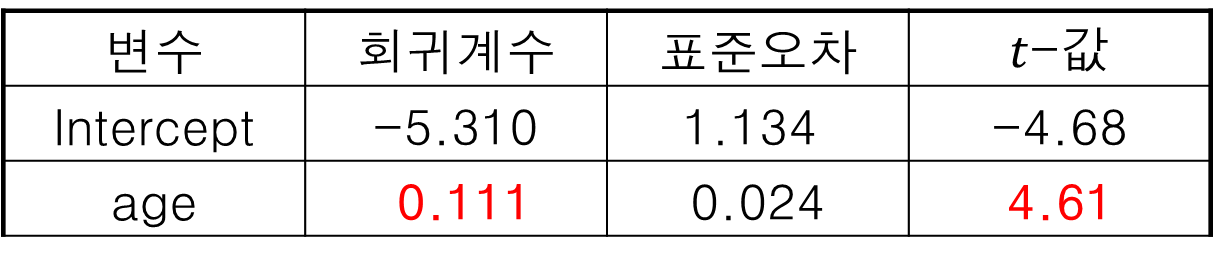 변수 회귀계수 표준오차 t-값
Intercept -5.310 1.134 -4.68
age 0.111 0.024 4.61